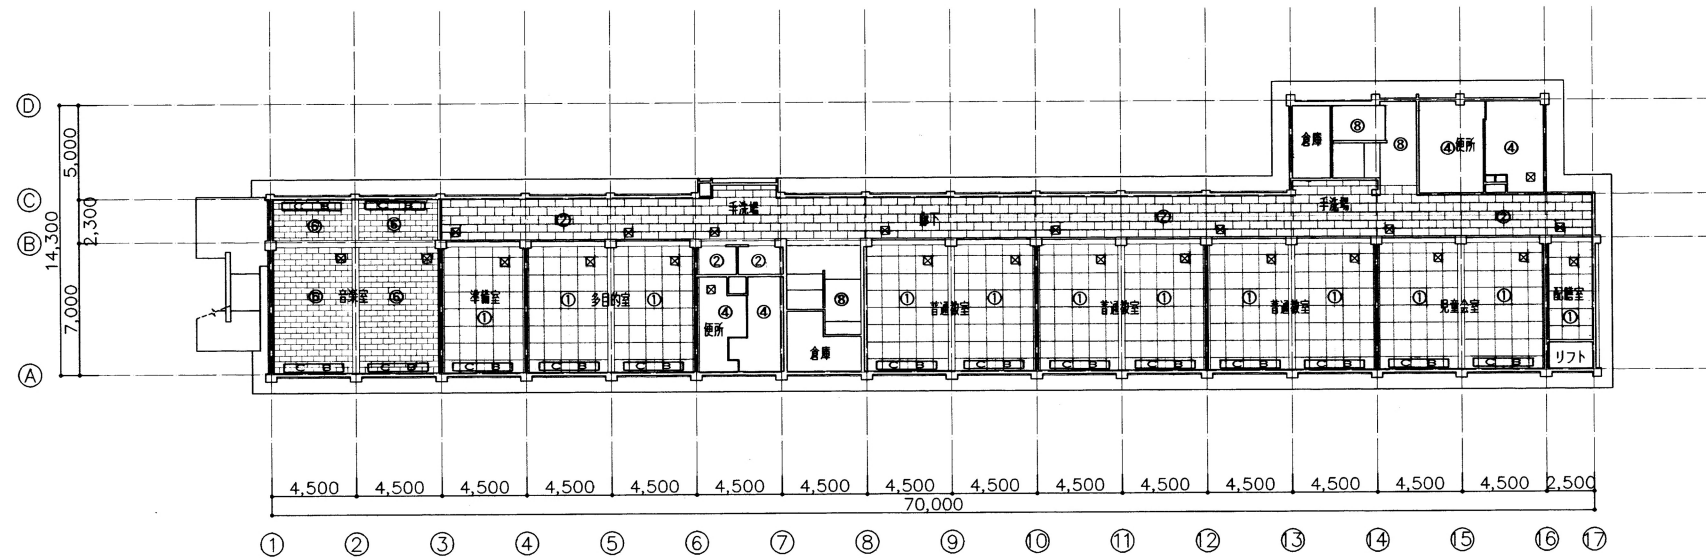 Ⓓ
5,000
Ⓒ
2,300
14,300
Ⓑ
7,000
Ⓐ
倉庫
⑧
⑧
④
便所
④
C B
C B
⑥
⑥
②
手洗場
廊下
②
手洗場
②
⑥
音楽室
⑥
準備室
①
①
多目的室
①
②
②
④
④
便所
⑧
倉庫
①
普通教室
①
①
普通教室
①
①
普通教室
①
①
児童会室
①
配膳室
①
リフト
C B
C B
C B
C B
C B
C B
C B
C B
C B
C B
C B
C B
C B
4,500 4,500 4,500 4,500 4,500 4,500 4,500 4,500 4,500 4,500 4,500 4,500 4,500 4,500 4,500 2,500
70,000
① ② ③ ④ ⑤ ⑥ ⑦ ⑧ ⑨ ⑩ ⑪ ⑫ ⑬ ⑭ ⑮ ⑯ ⑰